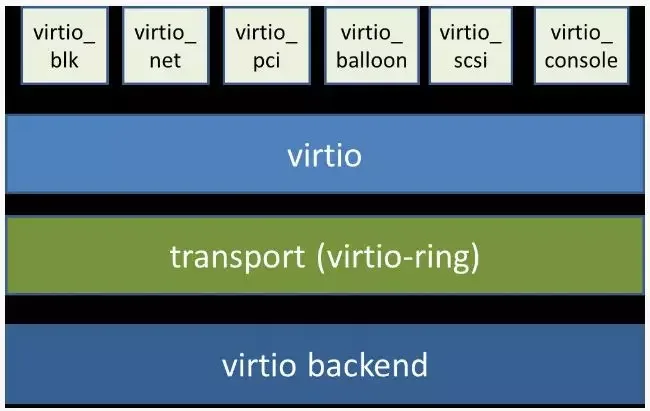 virtio_ virtio_ virtio_ virtio_ virtio_ virtio_
blk net pci balloon scsi console
virtio
transport (virtio-ring)
virtio backend